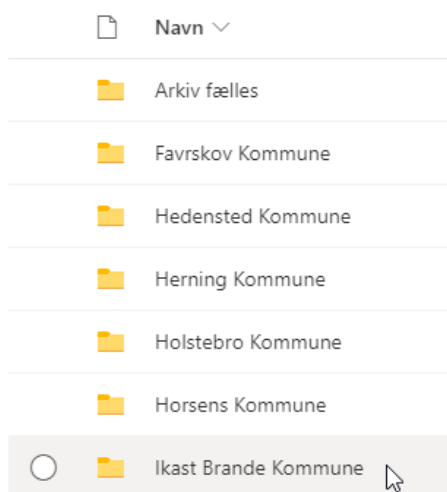 Navn
Arkiv fælles
Favrskov Kommune
Hedensted Kommune
Herning Kommune
Holstebro Kommune
Horsens Kommune
Ikast Brande Kommune